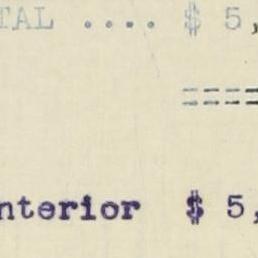 TAL .... $ 5,
====
nterior $ 5,